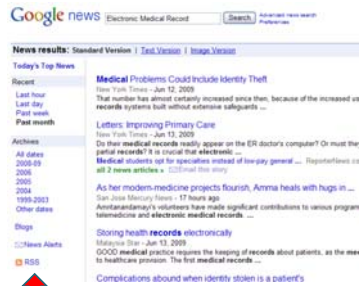 Google news
Electronic Medical Record
Search
Advanced news search
Preferences
News results: Standard Version | Text Version | Image Version
Today's Top News
Recent
Last hour
Last day
Past week
Past month
Archives
All dates
2008-09
2007
2006
2005
2004
1999-2003
Other dates
Blogs
News Alerts
RSS
Medical Problems Could Include Identity Theft
New York Times - Jun 12, 2009
That number has almost certainly increased since then, because of the increased us
records systems built without extensive safeguards ...
Letters: Improving Primary Care
New York Times - Jun 13, 2009
Do their medical records readily appear on the ER doctor's computer? Or must they
partial records? It is crucial that electronic ...
Medical students opt for specialties instead of low-pay general ... ReporterNews.co
all 2 news articles » Email this story
As her modern-medicine projects flourish, Amma heals with hugs in ...
San Jose Mercury News - 17 hours ago
Amritanandamayi's volunteers have made significant contributions to various program
telemedicine and electronic medical records. ...
Storing health records electronically
Malaysia Star - Jun 13, 2009
GOOD medical practice requires the keeping of records about patients, as the me
to healthcare provision. The first medical records ...
Complications abound when identity stolen is a patient's